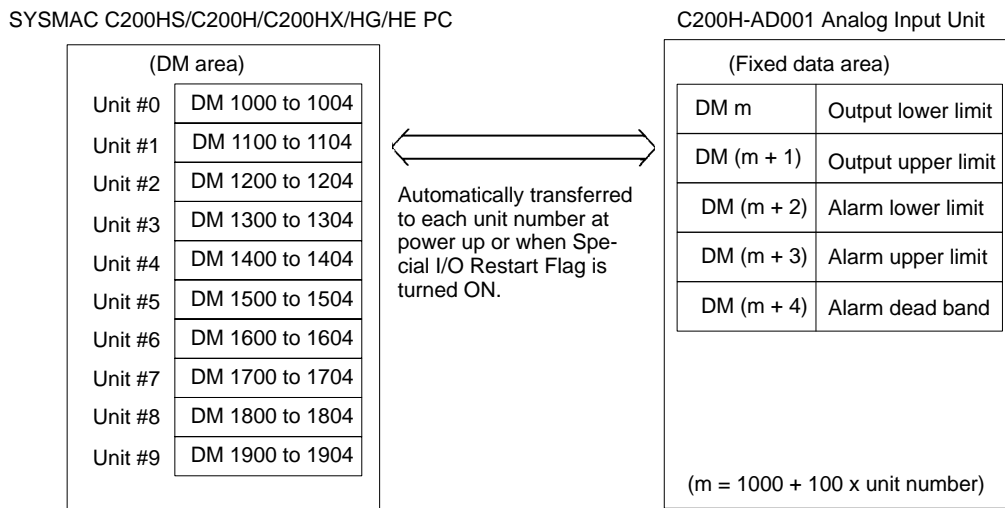 SYSMAC C200HS/C200H/C200HX/HG/HE PC
(DM area)
Unit #0 DM 1000 to 1004
Unit #1 DM 1100 to 1104
Unit #2 DM 1200 to 1204
Unit #3 DM 1300 to 1304
Unit #4 DM 1400 to 1404
Unit #5 DM 1500 to 1504
Unit #6 DM 1600 to 1604
Unit #7 DM 1700 to 1704
Unit #8 DM 1800 to 1804
Unit #9 DM 1900 to 1904
Automatically transferred
to each unit number at
power up or when Spe-
cial I/O Restart Flag is
turned ON.
C200H-AD001 Analog Input Unit
(Fixed data area)
DM m Output lower limit
DM (m + 1) Output upper limit
DM (m + 2) Alarm lower limit
DM (m + 3) Alarm upper limit
DM (m + 4) Alarm dead band
(m = 1000 + 100 x unit number)